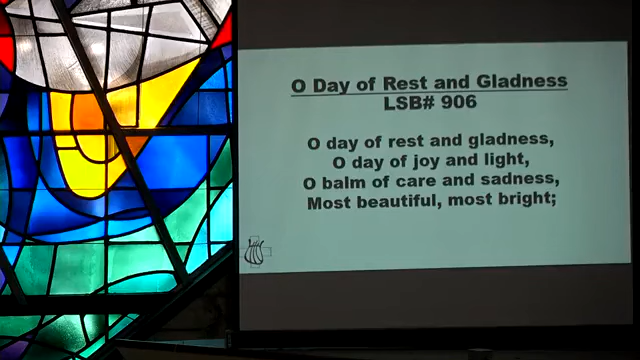 O Day of Rest and Gladness
LSB# 906
O day of rest and gladness,
O day of joy and light,
O balm of care and sadness,
Most beautiful, most bright;